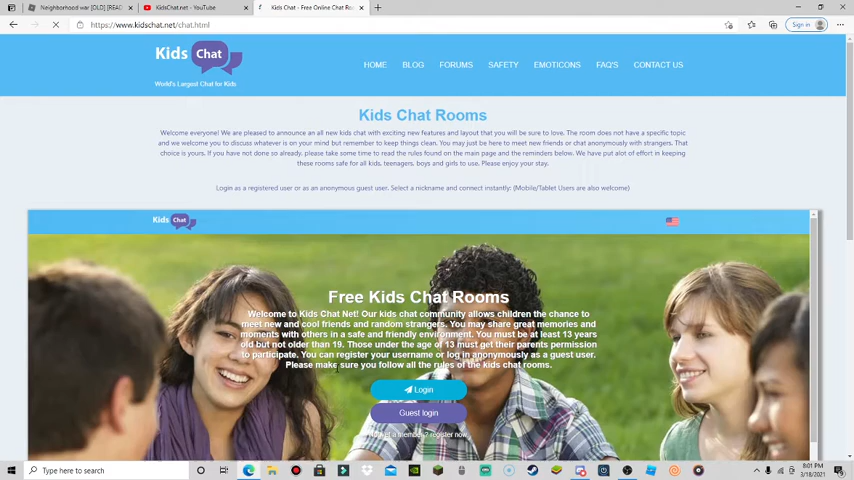 Neighborhood war [OLD] [READ
KidsChat.net - YouTube
Kids Chat - Free Online Chat Ro
https://www.kidschat.net/chat.html
Sign in
Kids Chat
World's Largest Chat for Kids
HOME BLOG FORUMS SAFETY EMOTICONS FAQ'S CONTACT US
Kids Chat Rooms
Welcome everyone! We are pleased to announce an all new kids chat with exciting new features and layout that you will be sure to love. The room does not have a specific topic
and we welcome you to discuss whatever is on your mind but remember to keep things clean. You may just be here to meet new friends or chat anonymously with strangers. That
choice is yours. If you have not done so already, please take some time to read the rules found on the main page and the reminders below. We have put alot of effort in keeping
these rooms safe for all kids, teenagers, boys and girls to use. Please enjoy your stay.
Login as a registered user or as an anonymous guest user. Select a nickname and connect instantly: (Mobile/Tablet Users are also welcome)
Kids Chat
Free Kids Chat Rooms
Welcome to Kids Chat Net! Our kids chat community allows children the chance to
meet new and cool friends and random strangers. You may share great memories and
moments with others in a safe and friendly environment. You must be at least 13 years
old but not older than 19. Those under the age of 13 must get their parents permission
to participate. You can register your username or log in anonymously as a guest user.
Please make sure you follow all the rules of the kids chat rooms.
Login
Guest login
a member? register now
Type here to search
8:01 PM
3/18/2021